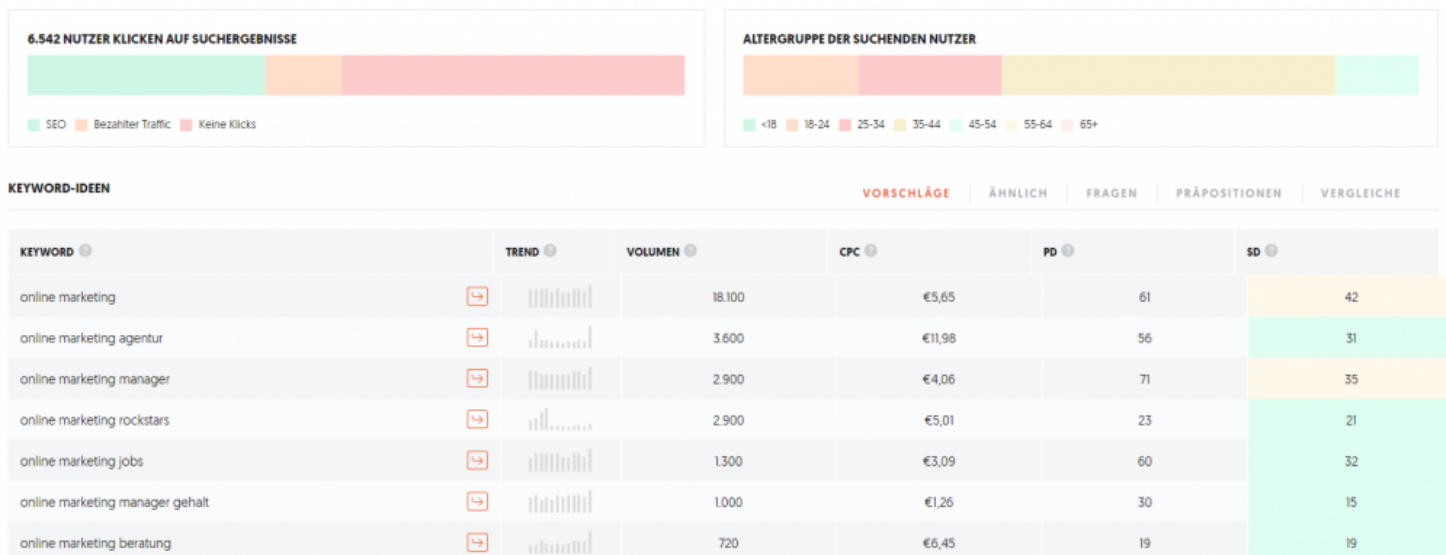 6.542 NUTZER KLICKEN AUF SUCHERGEBNISSE
SEO Bezahlter Traffic Keine Klicks
ALTERGRUPPE DER SUCHENDEN NUTZER
<18 18-24 25-34 35-44 45-54 55-64 65+
KEYWORD-IDEEN
VORSCHLÄGE ÄHNLICH FRAGEN PRÄPOSITIONEN VERGLEICHE
KEYWORD ? TREND ? VOLUMEN ? CPC ? PD ? SD ?
online marketing 18.100 €5,65 61 42
online marketing agentur 3.600 €11,98 56 31
online marketing manager 2.900 €4,06 71 35
online marketing rockstars 2.900 €5,01 23 21
online marketing jobs 1.300 €3,09 60 32
online marketing manager gehalt 1.000 €1,26 30 15
online marketing beratung 720 €6,45 19 19